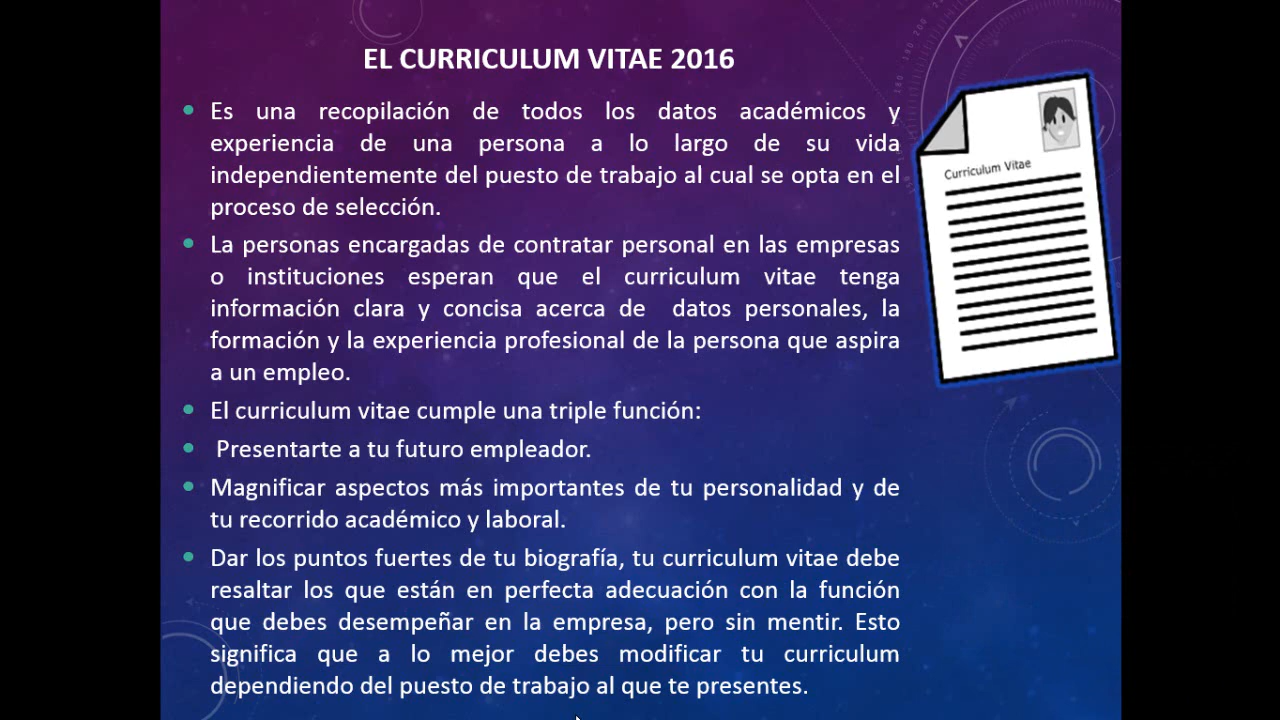 EL CURRICULUM VITAE 2016
Es una recopilación de todos los datos académicos y
experiencia de una persona a lo largo de su vida
independientemente del puesto de trabajo al cual se opta en el
proceso de selección.
La personas encargadas de contratar personal en las empresas
o instituciones esperan que el curriculum vitae tenga
información clara y concisa acerca de datos personales, la
formación y la experiencia profesional de la persona que aspira
a un empleo.
El curriculum vitae cumple una triple función:
Presentarte a tu futuro empleador.
Magnificar aspectos más importantes de tu personalidad y de
tu recorrido académico y laboral.
Dar los puntos fuertes de tu biografía, tu curriculum vitae debe
resaltar los que están en perfecta adecuación con la función
que debes desempeñar en la empresa, pero sin mentir. Esto
significa que a lo mejor debes modificar tu curriculum
dependiendo del puesto de trabajo al que te presentes.
Curriculum Vitae